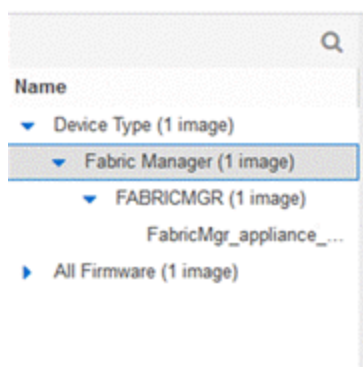 Name
Device Type (1 image)
Fabric Manager (1 image)
FABRICMGR (1 image)
FabricMgr_appliance_...
All Firmware (1 image)